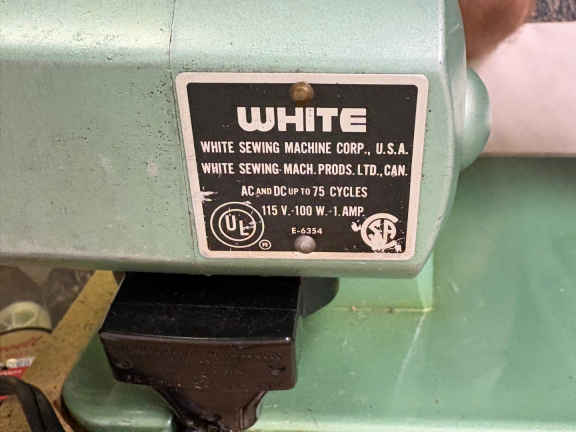 WHITE
WHITE SEWING MACHINE CORP., U.S.A.
WHITE SEWING MACH. PRODS. LTD., CAN.
AC AND DC UP TO 75 CYCLES
115 V.-100 W.-1. AMP.
E-6354
UL
®
SA